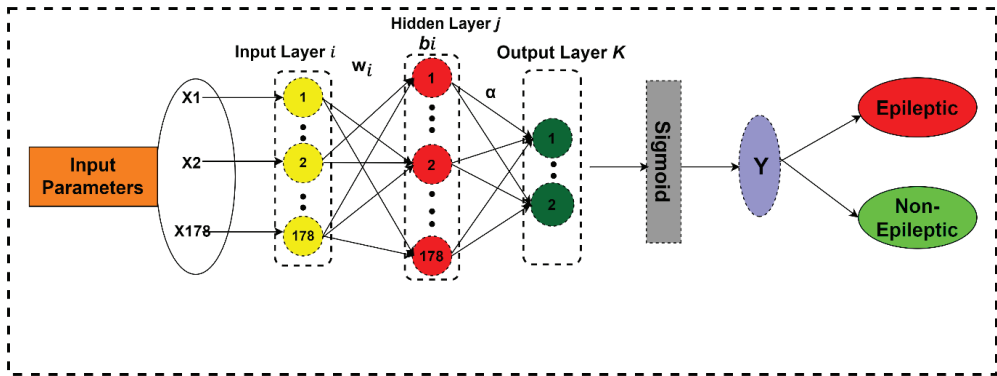 Input
Parameters
X1
X2
X178
Input Layer i
1
2
178
wi
Hidden Layer j
bi
1
2
178
α
Output Layer K
1
2
Sigmoid
Y
Epileptic
Non-
Epileptic